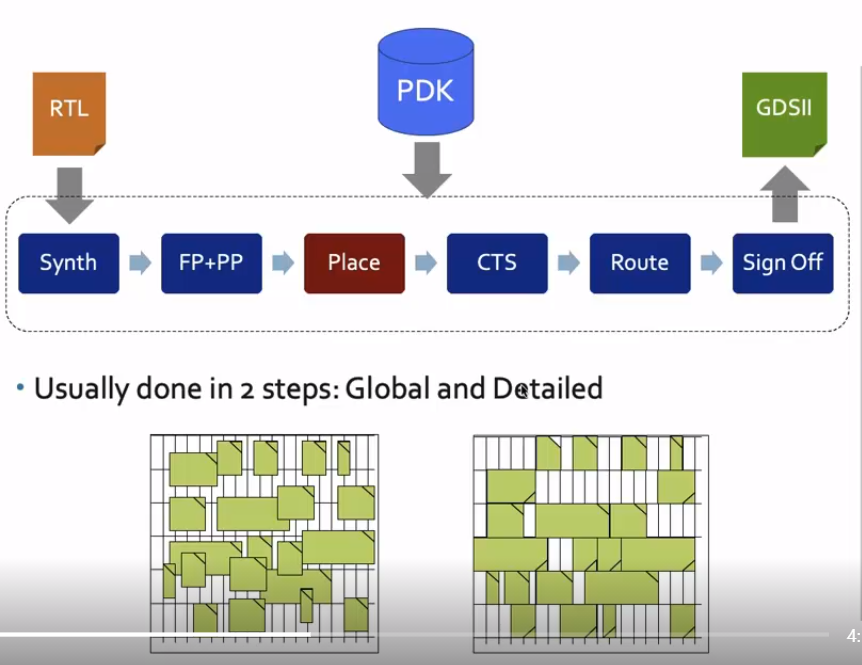 RTL
PDK
GDSII
Synth
FP+PP
Place
CTS
Route
Sign Off
• Usually done in 2 steps: Global and Detailed
4: